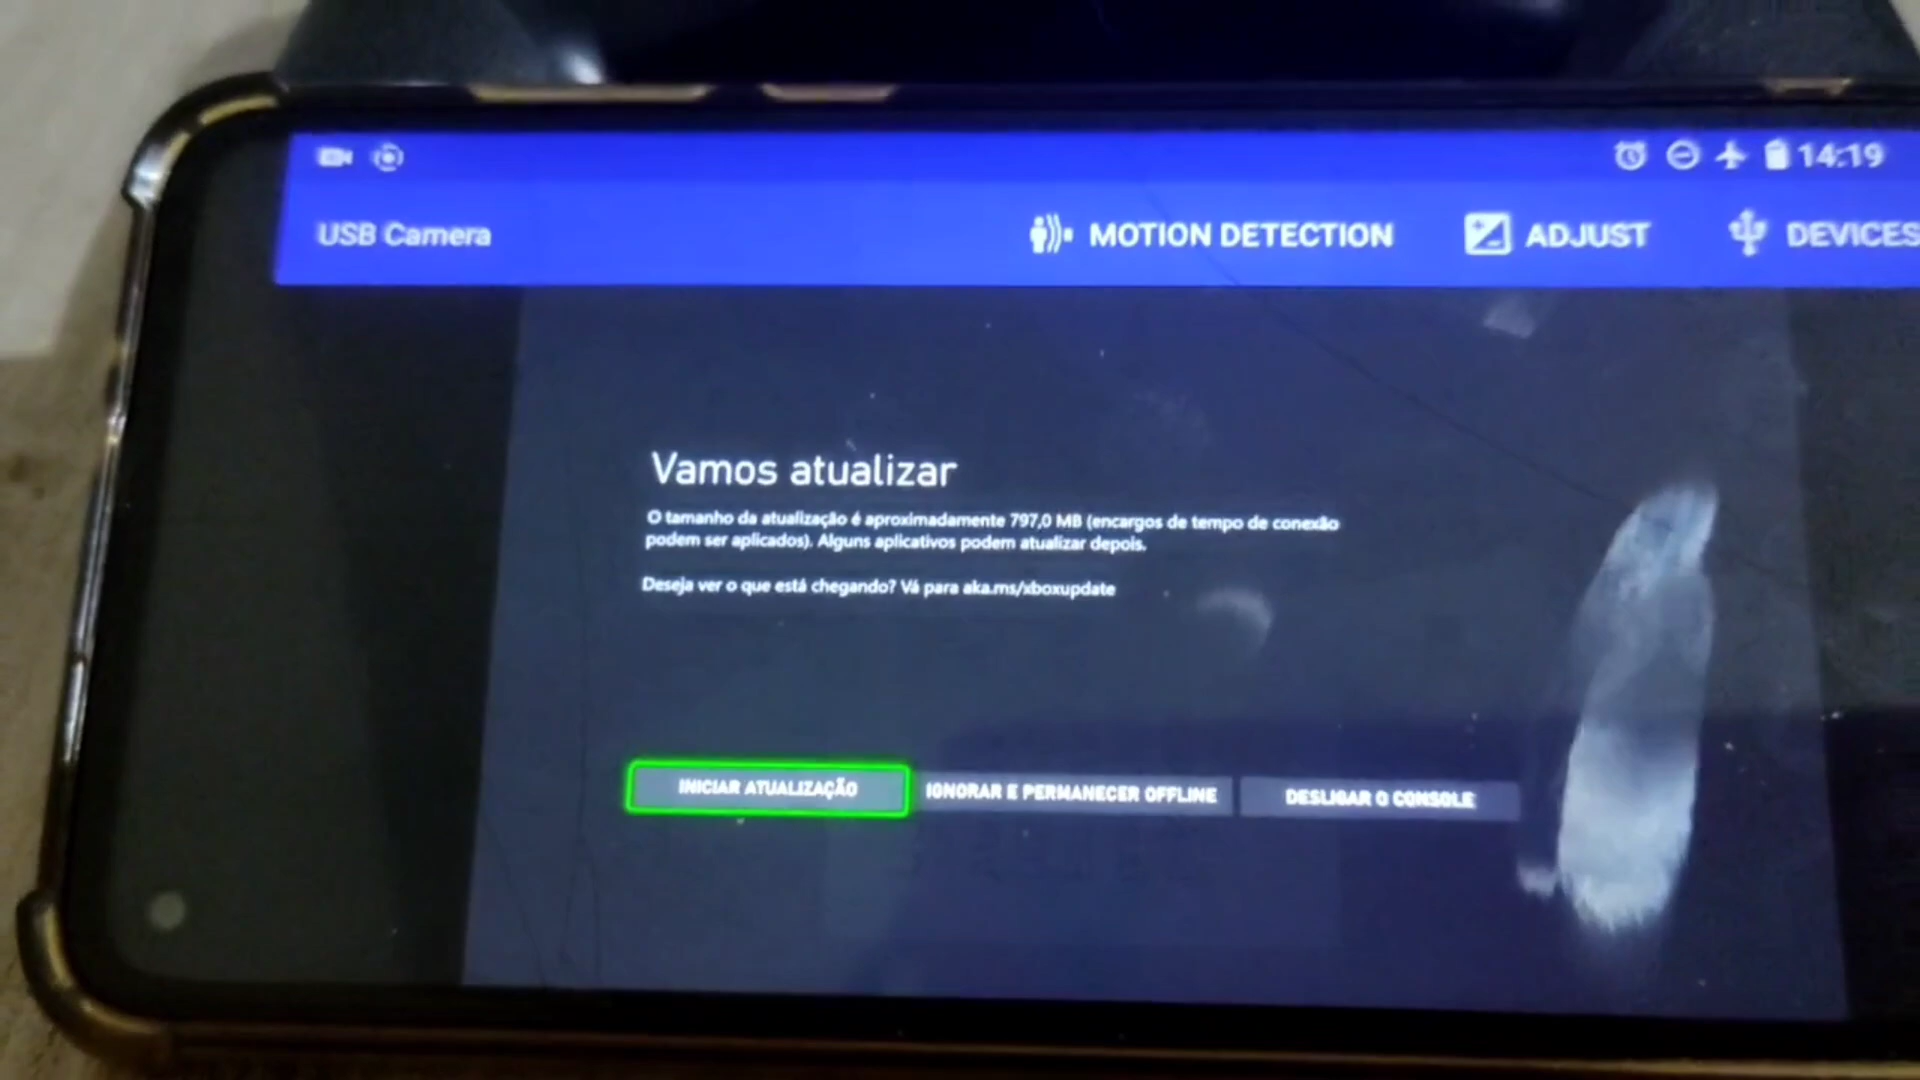 14:19
USB Camera
MOTION DETECTION
ADJUST
DEVICES
Vamos atualizar
O tamanho da atualização é aproximadamente 797,0 MB (encargos de tempo de conexão
podem ser aplicados). Alguns aplicativos podem atualizar depois.
Deseja ver o que está chegando? Vá para aka.ms/xboxupdate
INICIAR ATUALIZAÇÃO
IGNORAR E PERMANECER OFFLINE
DESLIGAR O CONSOLE